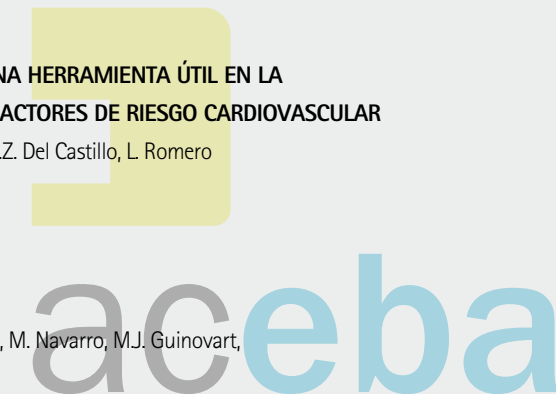 NA HERRAMIENTA ÚTIL EN LA
ACTORES DE RIESGO CARDIOVASCULAR
.Z. Del Castillo, L. Romero
aceba
, M. Navarro, M.J. Guinovart,